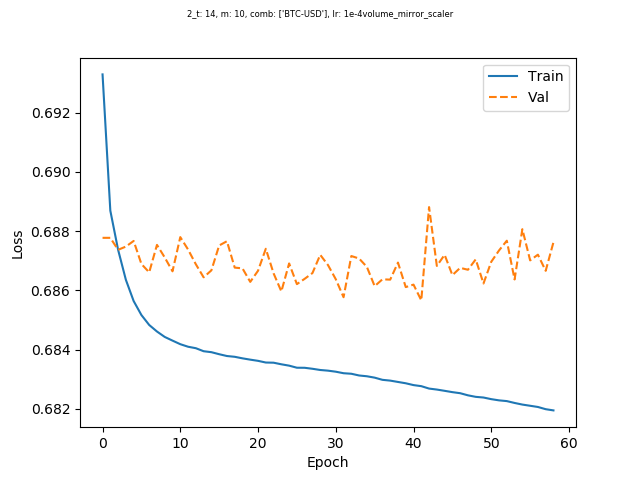 2_t: 14, m: 10, comb: ['BTC-USD'], lr: 1e-4volume_mirror_scaler
Train
Val
0.692
0.690
0.688
0.686
0.684
0.682
Loss
0 10 20 30 40 50 60
Epoch